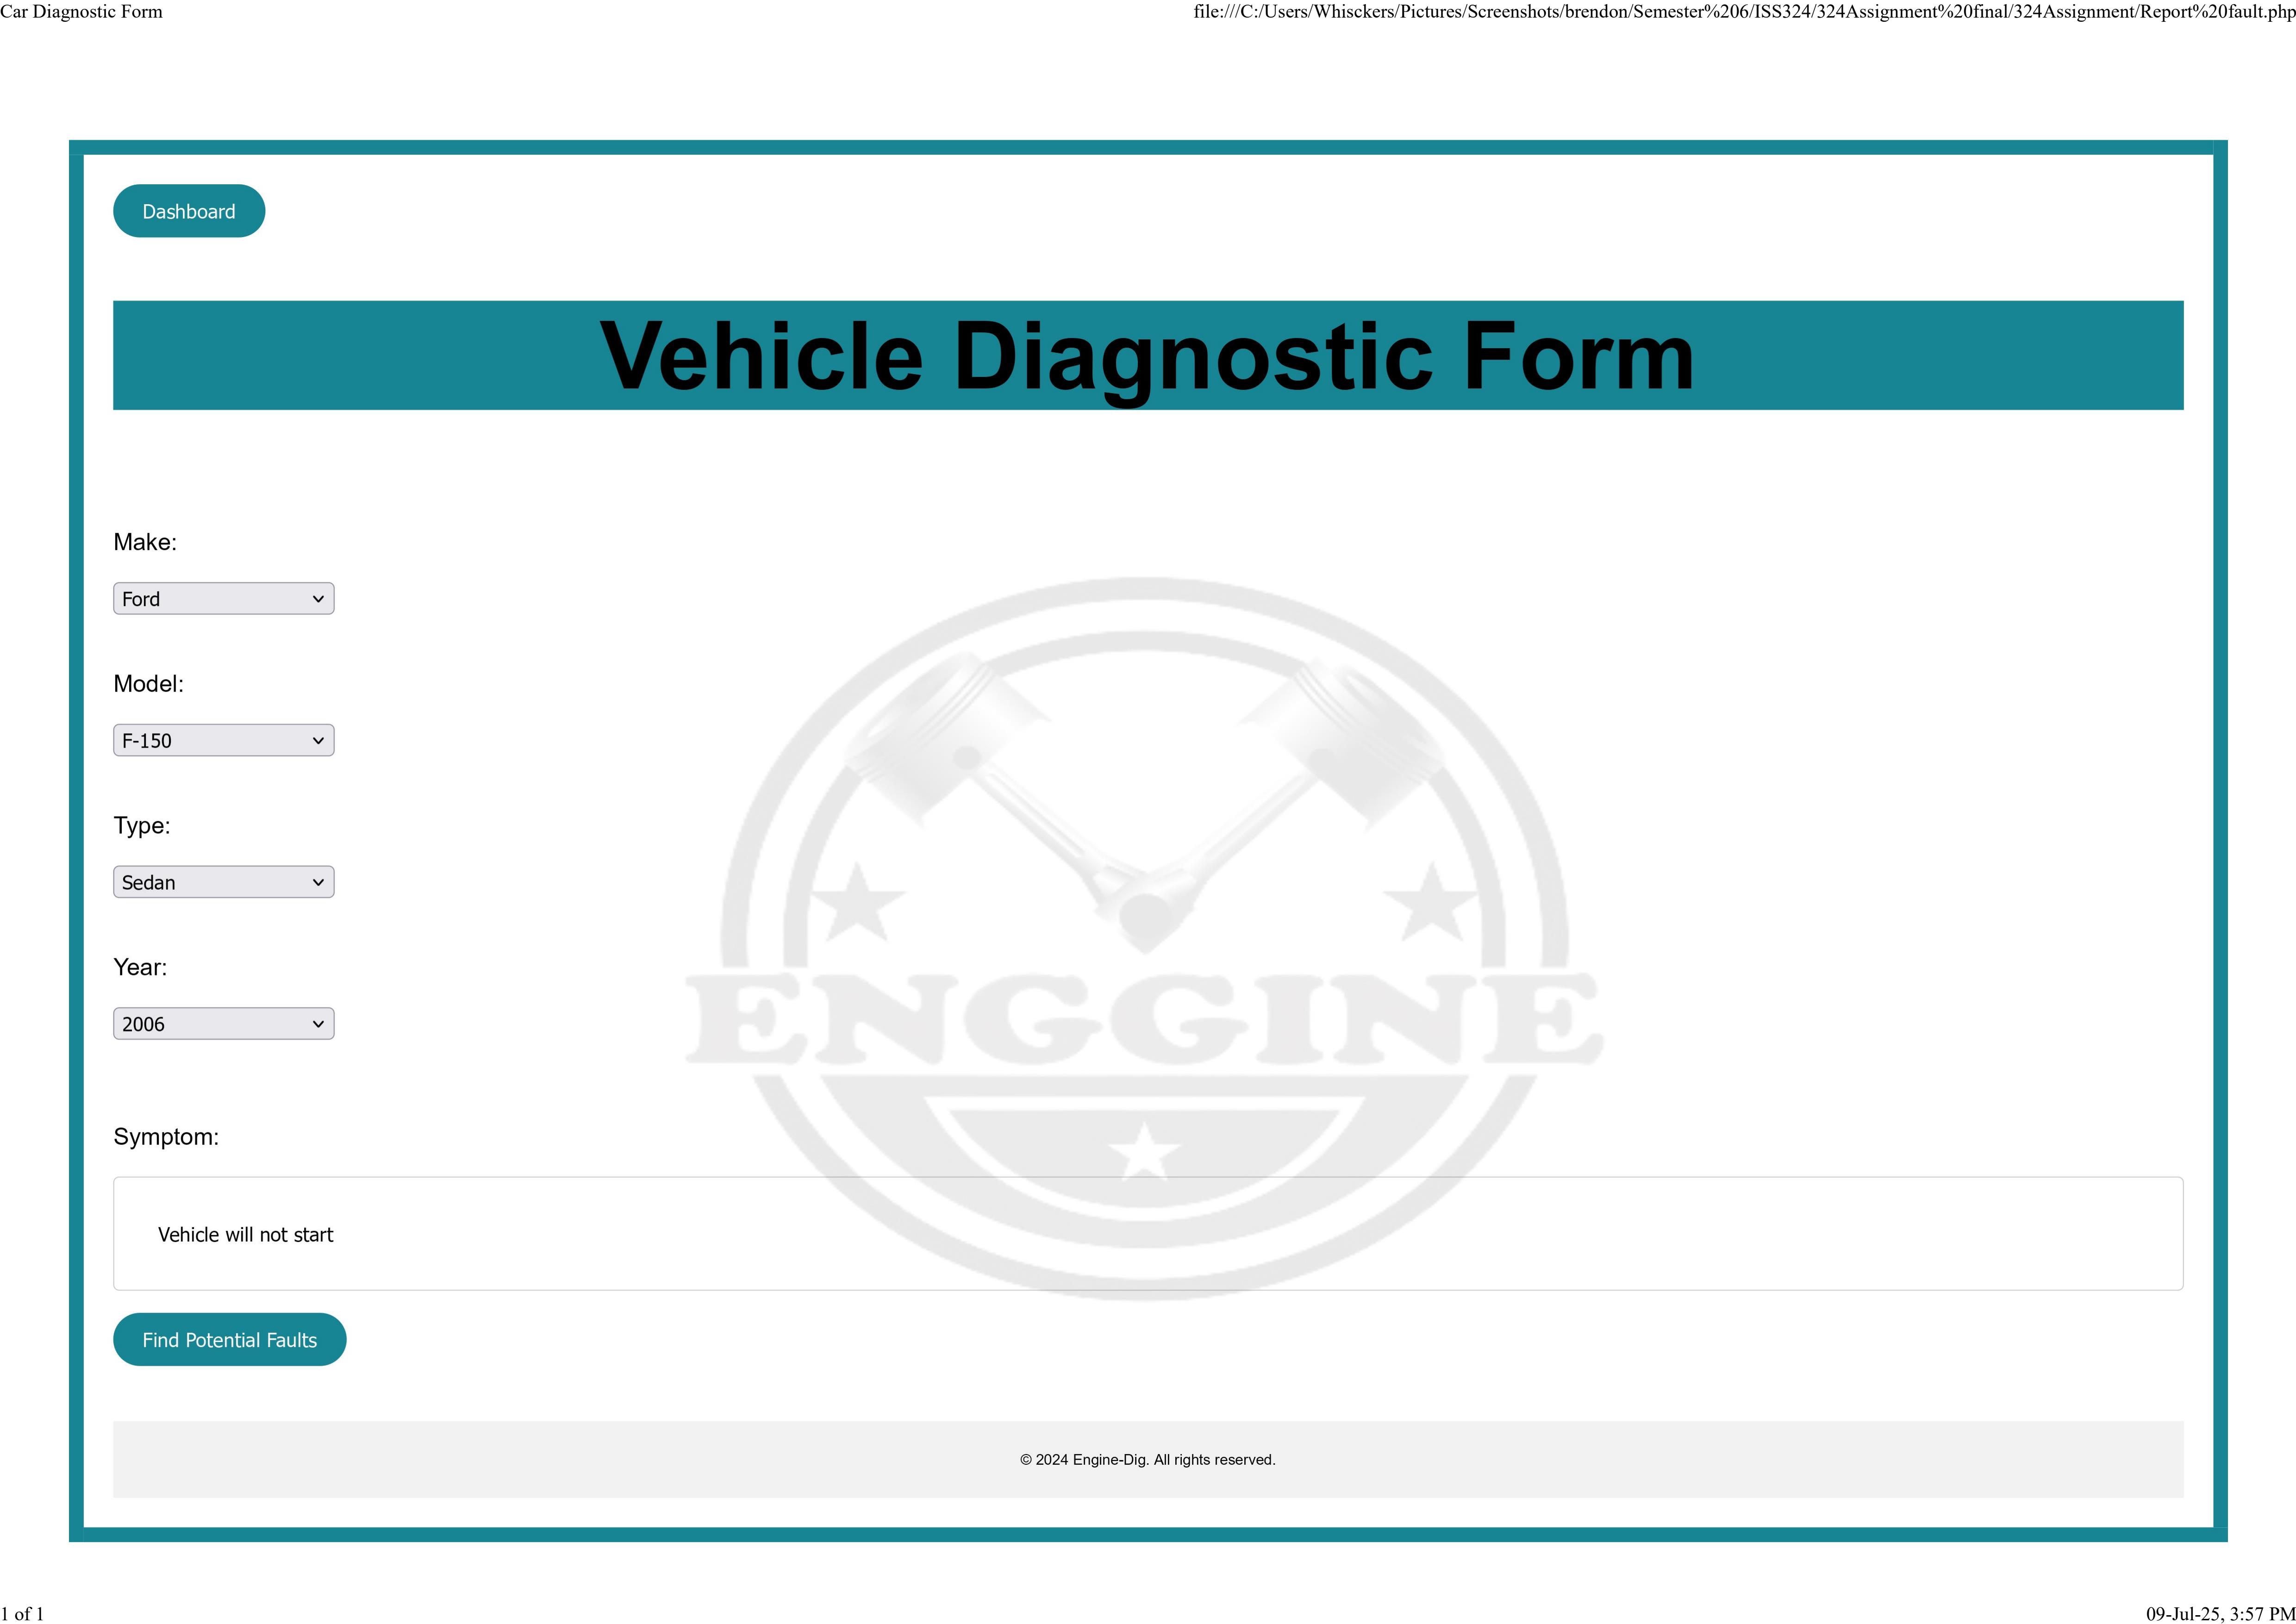 Car Diagnostic Form
file:///C:/Users/Whisckers/Pictures/Screenshots/brendon/Semester%206/ISS324/324Assignment%20final/324Assignment/Report%20fault.php
Dashboard
Vehicle Diagnostic Form
Make:
Ford
Model:
F-150
Type:
Sedan
Year:
2006
ENGGINE
Symptom:
Vehicle will not start
Find Potential Faults
© 2024 Engine-Dig. All rights reserved.
1 of 1
09-Jul-25, 3:57 PM